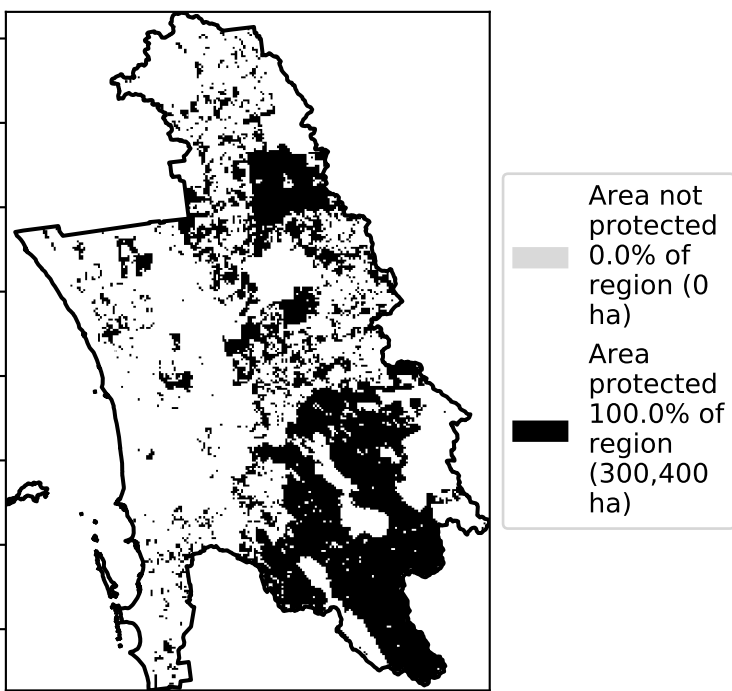 Area not
protected
0.0% of
region (0
ha)
Area
protected
100.0% of
region
(300,400
ha)